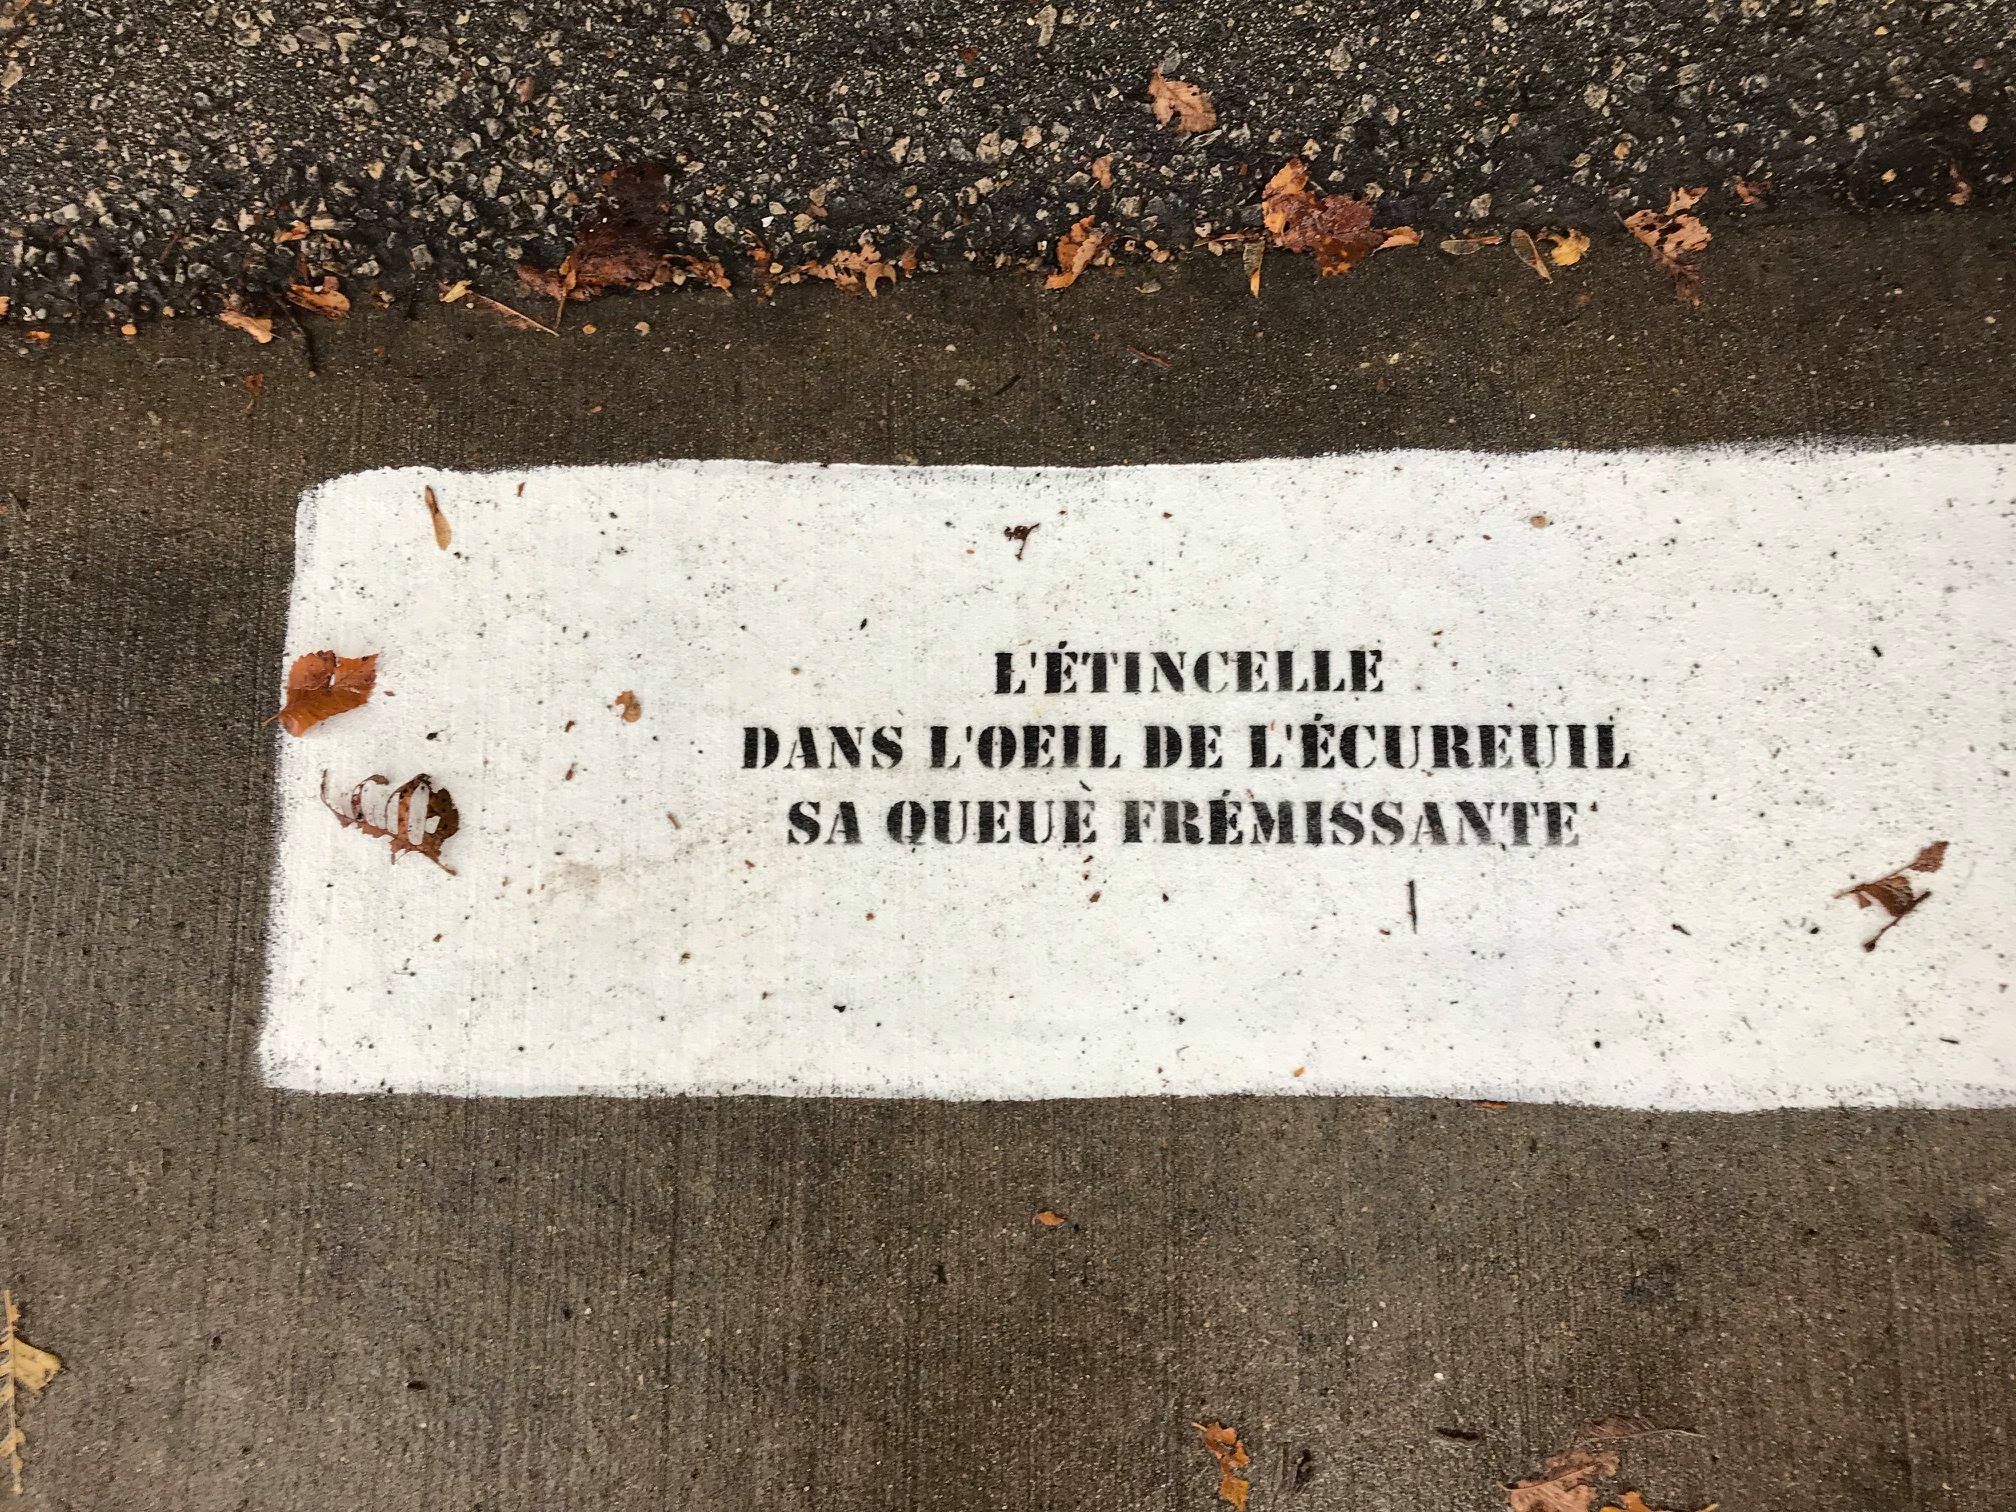 L'ÉTINCELLE
DANS L'OEIL DE L'ÉCUREUIL
SA QUEUE FRÉMISSANTE